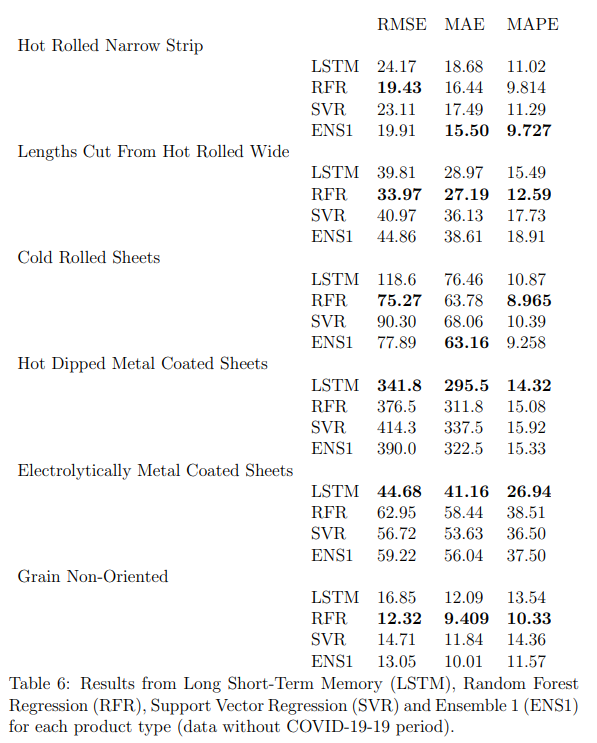 RMSE MAE MAPE
Hot Rolled Narrow Strip
LSTM 24.17 18.68 11.02
RFR 19.43 16.44 9.814
SVR 23.11 17.49 11.29
ENS1 19.91 15.50 9.727
Lengths Cut From Hot Rolled Wide
LSTM 39.81 28.97 15.49
RFR 33.97 27.19 12.59
SVR 40.97 36.13 17.73
ENS1 44.86 38.61 18.91
Cold Rolled Sheets
LSTM 118.6 76.46 10.87
RFR 75.27 63.78 8.965
SVR 90.30 68.06 10.39
ENS1 77.89 63.16 9.258
Hot Dipped Metal Coated Sheets
LSTM 341.8 295.5 14.32
RFR 376.5 311.8 15.08
SVR 414.3 337.5 15.92
ENS1 390.0 322.5 15.33
Electrolytically Metal Coated Sheets
LSTM 44.68 41.16 26.94
RFR 62.95 58.44 38.51
SVR 56.72 53.63 36.50
ENS1 59.22 56.04 37.50
Grain Non-Oriented
LSTM 16.85 12.09 13.54
RFR 12.32 9.409 10.33
SVR 14.71 11.84 14.36
ENS1 13.05 10.01 11.57
Table 6: Results from Long Short-Term Memory (LSTM), Random Forest
Regression (RFR), Support Vector Regression (SVR) and Ensemble 1 (ENS1)
for each product type (data without COVID-19-19 period).